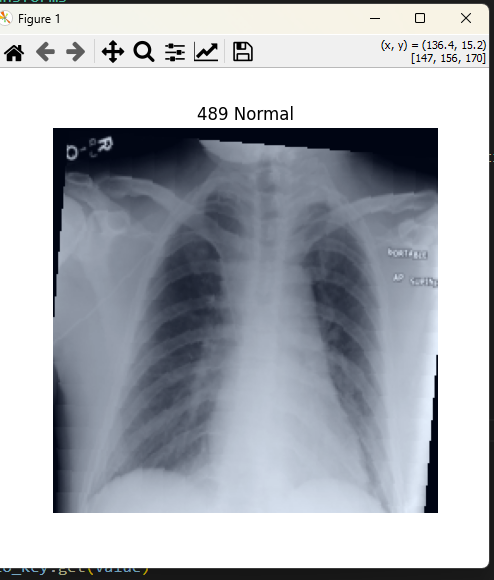 Figure 1
(x, y) = (136.4, 15.2)
[147, 156, 170]
489 Normal
R
PORTABLE
AP